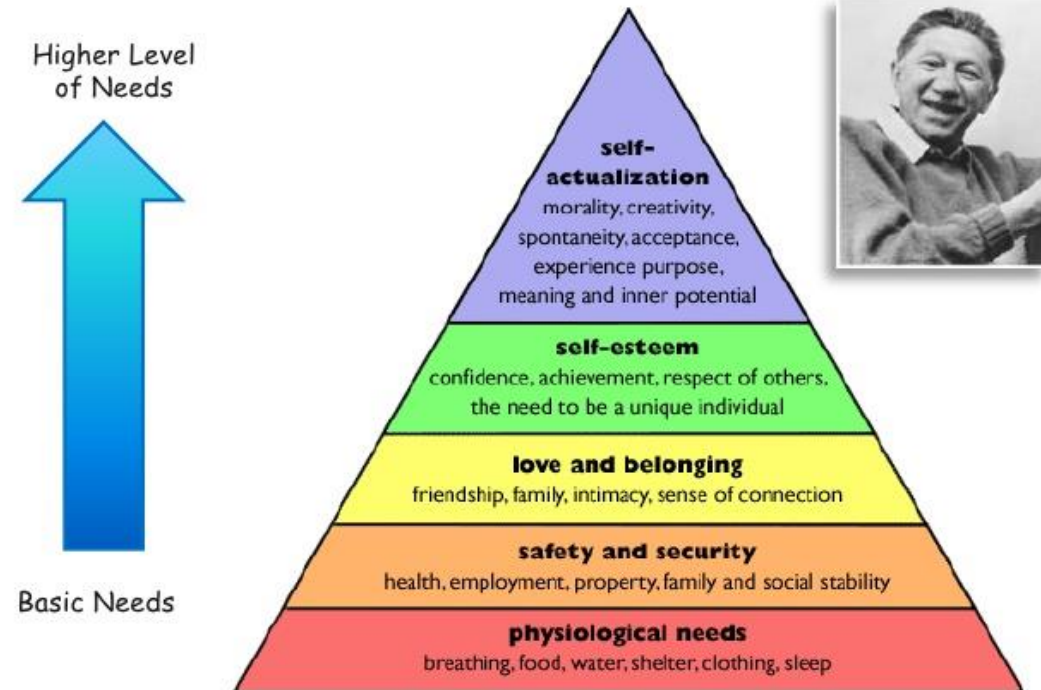 Higher Level
of Needs
self-
actualization
morality, creativity,
spontaneity, acceptance,
experience purpose,
meaning and inner potential
self-esteem
confidence, achievement, respect of others,
the need to be a unique individual
love and belonging
friendship, family, intimacy, sense of connection
safety and security
health, employment, property, family and social stability
Basic Needs
physiological needs
breathing, food, water, shelter, clothing, sleep